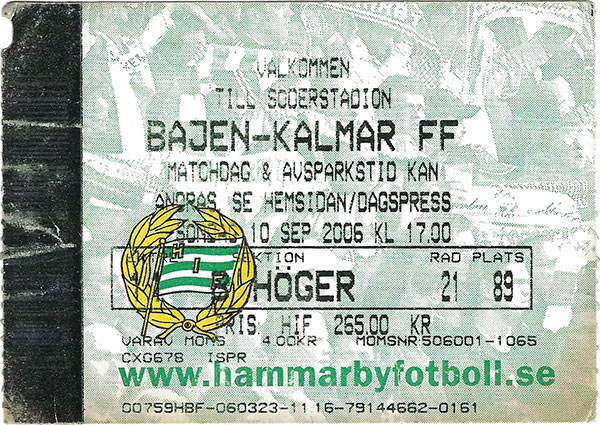 VALKOMMEN
TILL SODERSTADION
BAJEN-KALMAR FF
MATCHDAG & AVSPARKSTID KAN
ANDRAS, SE HEMSIDAN/DAGSPRESS
10 SEP 2006 KL 17.00
RAD PLATS
HÖGER 21 89
HIF
PRIS: HIF 265.00 KR
VARAV MOMS 4.00KR MOMSNR:506001-1065
CXG678 ISPR
www.hammarbyfotboll.se
00759HBF-060323-1116-79144662-0161